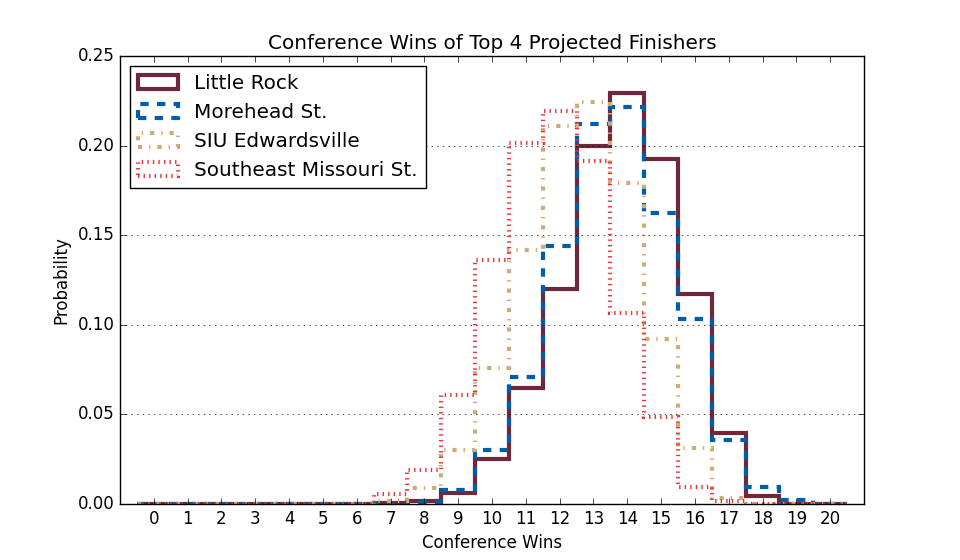 Conference Wins of Top 4 Projected Finishers
0.25
0.20
0.15
0.10
0.05
0.00
Probability
Little Rock
Morehead St.
SIU Edwardsville
Southeast Missouri St.
0 1 2 3 4 5 6 7 8 9 10 11 12 13 14 15 16 17 18 19 20
Conference Wins